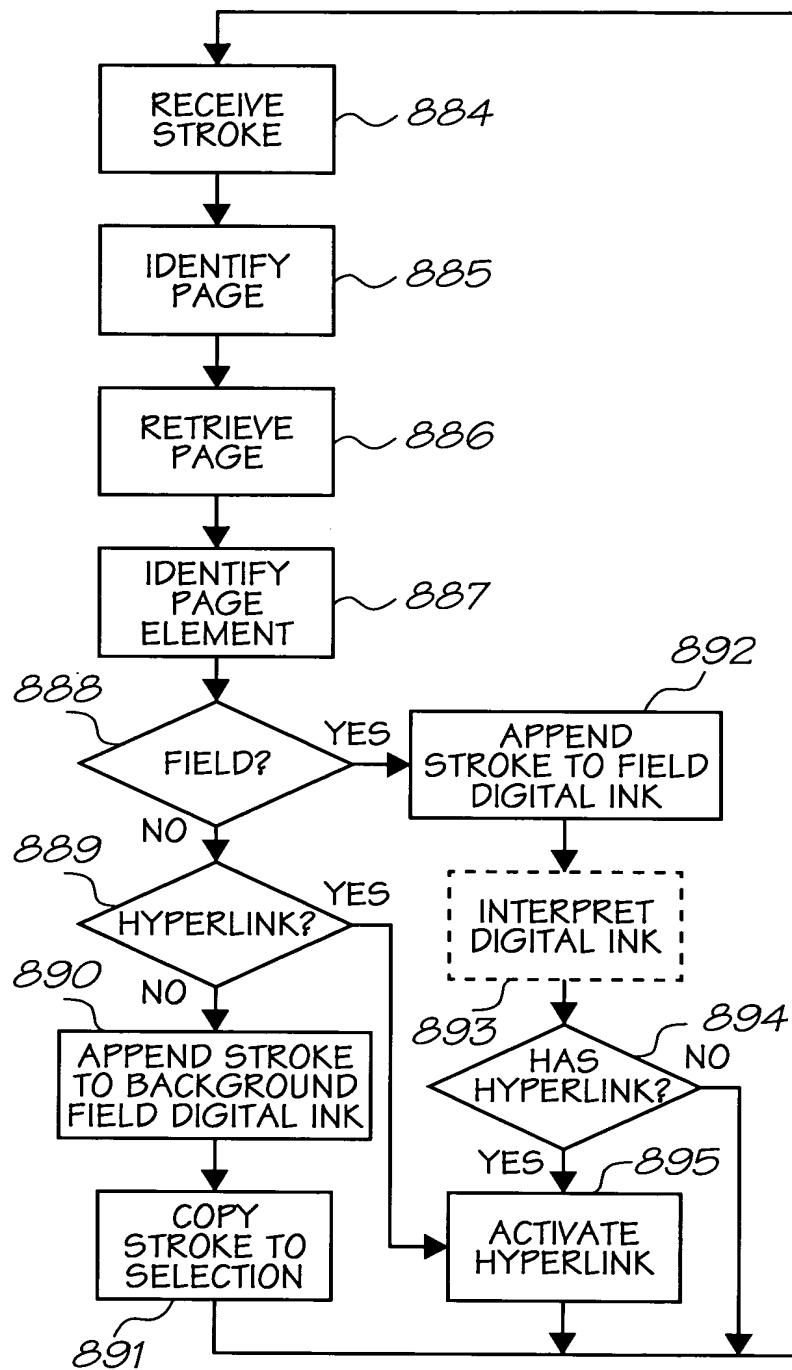 RECEIVE
STROKE
884
IDENTIFY
PAGE
885
RETRIEVE
PAGE
886
IDENTIFY
PAGE
ELEMENT
887
888
FIELD?
YES
NO
892
APPEND
STROKE TO FIELD
DIGITAL INK
889
HYPERLINK?
YES
NO
INTERPRET
DIGITAL INK
893
890
APPEND STROKE
TO BACKGROUND
FIELD DIGITAL INK
894
HAS
HYPERLINK?
NO
YES
895
COPY
STROKE TO
SELECTION
891
ACTIVATE
HYPERLINK